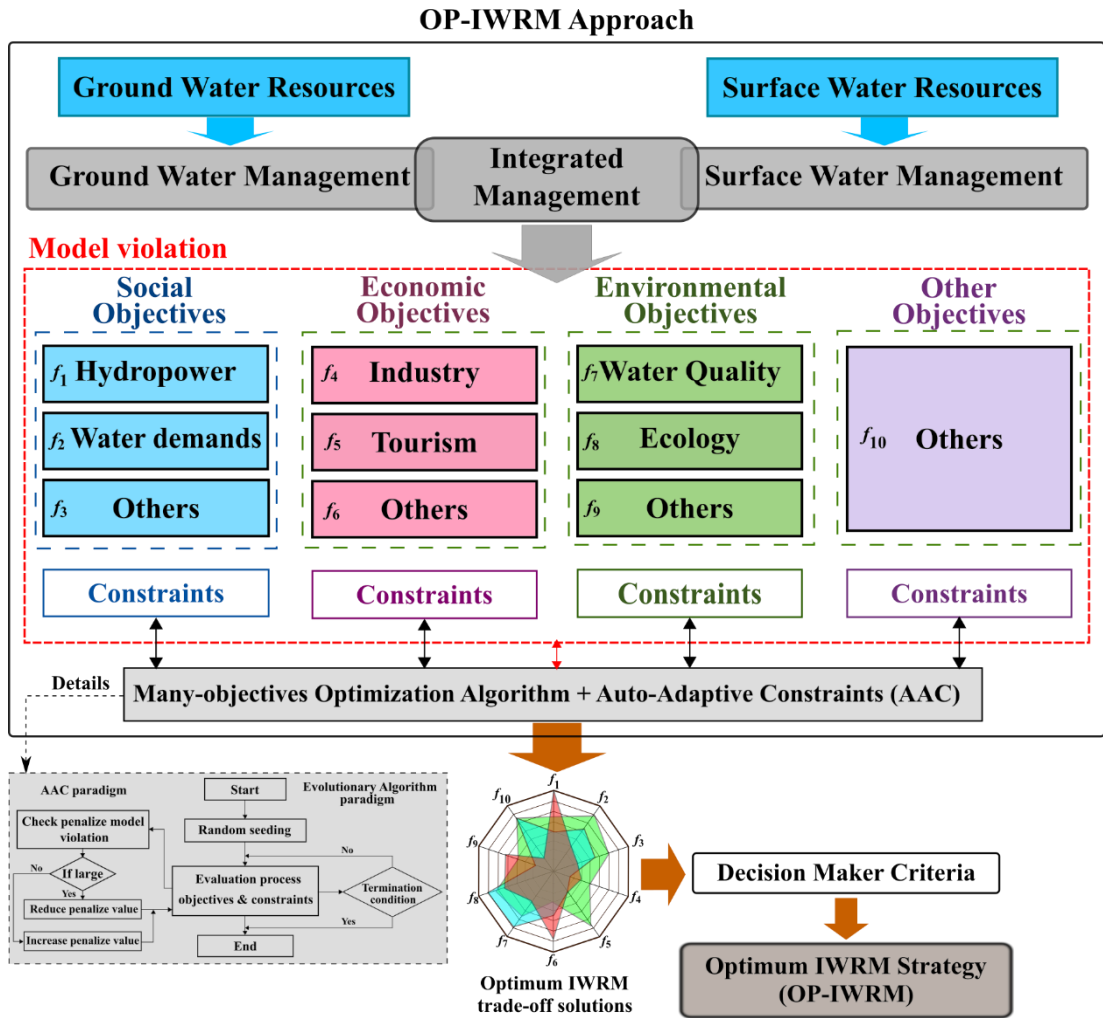 OP-IWRM Approach
Ground Water Resources
Surface Water Resources
Ground Water Management
Integrated
Management
Surface Water Management
Model violation
Social
Objectives
f1 Hydropower
f2 Water demands
f3 Others
Constraints
Economic
Objectives
f4 Industry
f5 Tourism
f6 Others
Constraints
Environmental
Objectives
f7 Water Quality
f8 Ecology
f9 Others
Constraints
Other
Objectives
f10 Others
Constraints
Details
Many-objectives Optimization Algorithm + Auto-Adaptive Constraints (AAC)
AAC paradigm
Check penalize model
violation
If large
No
Yes
Reduce penalize value
Increase penalize value
Evolutionary Algorithm
paradigm
Start
Random seeding
No
Evaluation process
objectives & constraints
Termination
condition
Yes
End
f1
f2
f3
f4
f5
f6
f7
f8
f9
f10
Optimum IWRM
trade-off solutions
Decision Maker Criteria
Optimum IWRM Strategy
(OP-IWRM)